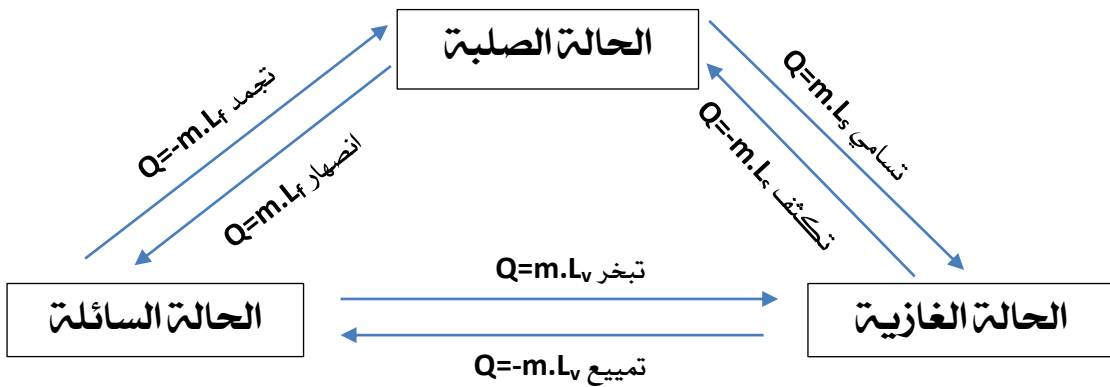 الحالة الصلبة
تجمد Q=-m.Lf
انصهار Q=m.Lf
تسامي Q=m.Ls
تكثف Q=-m.Ls
تبخر Q=m.Lv
الحالة السائلة
الحالة الغازية
تمييع Q=-m.Lv